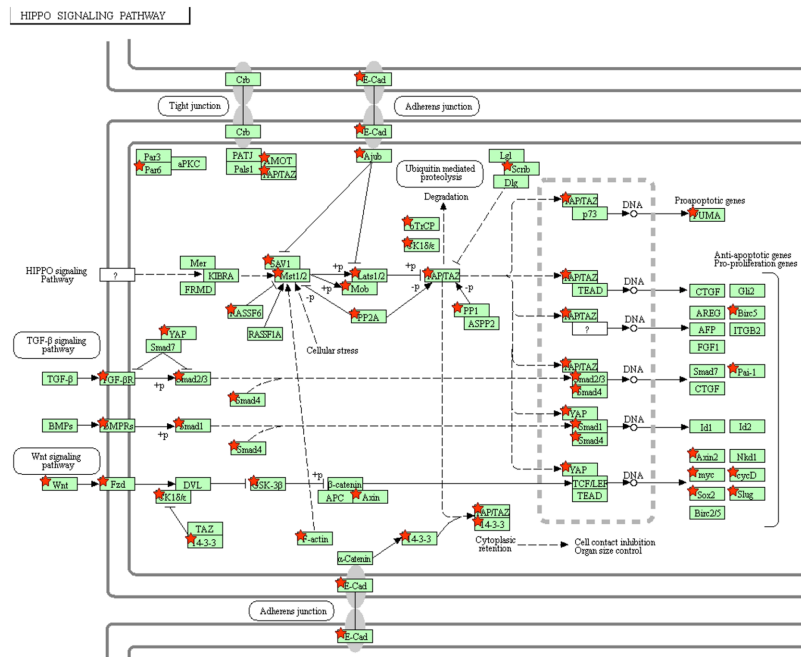 HIPPO SIGNALING PATHWAY
Crb
E-Cad
Tight junction
Adherens junction
Crb
E-Cad
Par3
Par6
aPKC
PATJ
Pals1
AMOT
YAP/TAZ
Ajub
Ubiquitin mediated
proteolysis
Lgl
Scrib
Dlg
Degradation
YAP/TAZ
p73
DNA
Proapoptotic genes
PUMA
βTrCP
CK1δ/ε
HIPPO signaling
Pathway
?
Mer
KIBRA
FRMD
SAV1
Mst1/2
+p
Lats1/2
+p
Mob
+p
YAP/TAZ
-p
-p
-p
RASSF6
RASSF1A
PP2A
PP1
ASPP2
Cellular stress
Anti-apoptotic genes
Pro-proliferation genes
YAP/TAZ
TEAD
DNA
CTGF
Gli2
YAP/TAZ
?
DNA
AREG
Birc5
AFP
ITGB2
FGF1
TGF-β signaling
pathway
YAP
Smad7
TGF-β
TGF-βR
+p
Smad2/3
Smad4
YAP/TAZ
Smad2/3
Smad4
DNA
Smad7
Pai-1
CTGF
BMPs
BMPRs
+p
Smad1
Smad4
YAP
Smad1
Smad4
DNA
Id1
Id2
Wnt signaling
pathway
Wnt
Fzd
DVL
GSK-3β
+p
β-catenin
APC
Axin
YAP
TCF/LEF
TEAD
DNA
Axin2
Nkd1
myc
cycD
Sox2
Slug
Birc2/5
CK1δ/ε
TAZ
14-3-3
F-actin
α-Catenin
14-3-3
YAP/TAZ
14-3-3
Cytoplasic
retention
Cell contact inhibition
Organ size control
E-Cad
Adherens junction
E-Cad